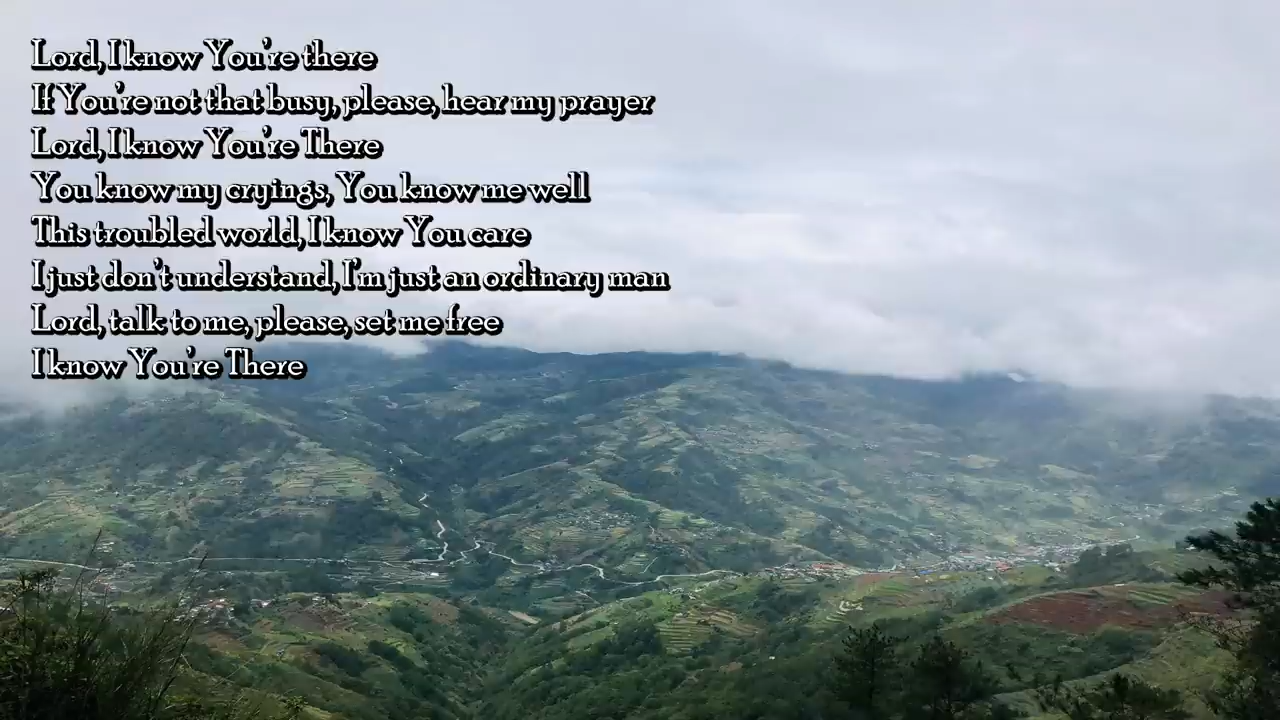 Lord, I know You're there
If You're not that busy, please, hear my prayer
Lord, I know You're There
You know my cryings, You know me well
This troubled world, I know You care
I just don't understand, I'm just an ordinary man
Lord, talk to me, please, set me free
I know You're There